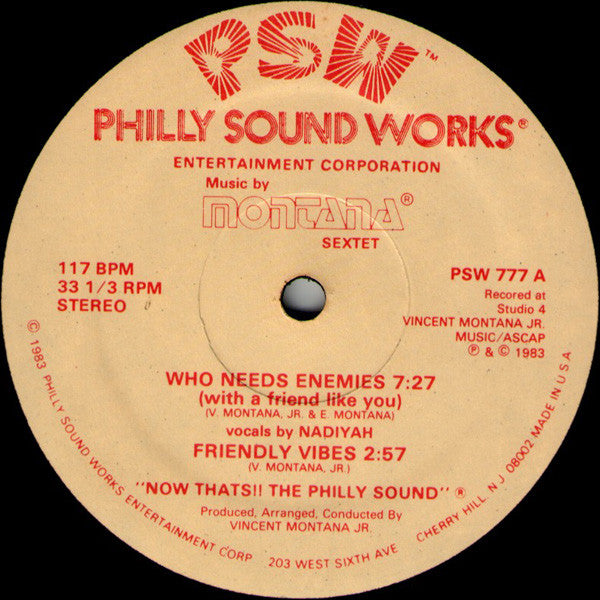 PSW™
PHILLY SOUND WORKS®
ENTERTAINMENT CORPORATION
Music by
MONTANA®
SEXTET
117 BPM
33 1/3 RPM
STEREO
PSW 777 A
Recored at
Studio 4
VINCENT MONTANA JR.
MUSIC/ASCAP
℗ & © 1983
WHO NEEDS ENEMIES 7:27
(with a friend like you)
(V. MONTANA, JR. & E. MONTANA)
vocals by NADIYAH
FRIENDLY VIBES 2:57
(V. MONTANA, JR.)
"NOW THATS!! THE PHILLY SOUND"®
Produced, Arranged, Conducted By
VINCENT MONTANA JR.
© 1983 PHILLY SOUND WORKS ENTERTAINMENT CORP 203 WEST SIXTH AVE CHERRY HILL, N J 08002 MADE IN U.S.A.